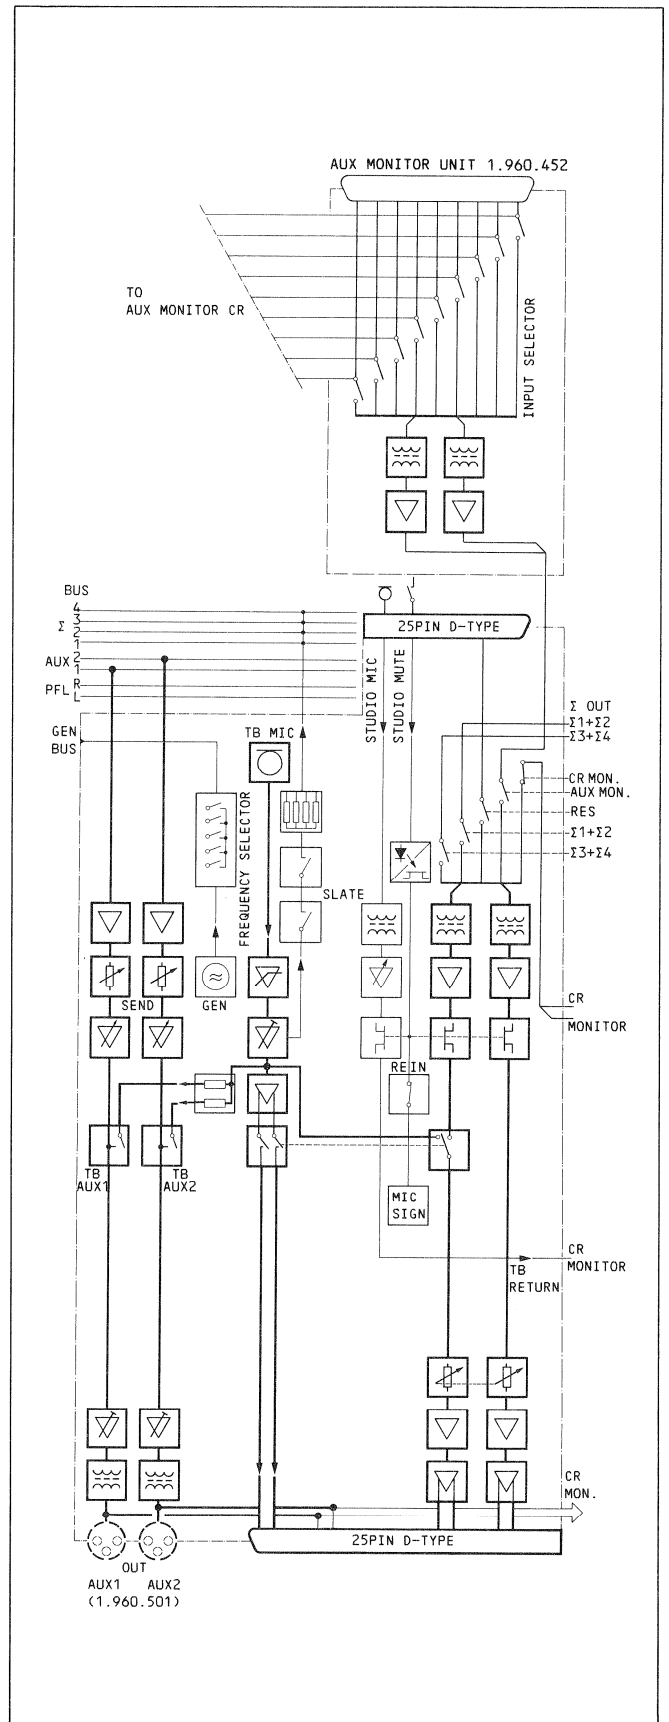 AUX MONITOR UNIT 1.960.452
TO
AUX MONITOR CR
INPUT SELECTOR
BUS
4
3
Σ
2
1
AUX
2
1
PFL
R
L
25PIN D-TYPE
STUDIO MIC
STUDIO MUTE
GEN
BUS
TB MIC
Σ OUT
Σ1+Σ2
Σ3+Σ4
CR MON.
AUX MON.
RES
Σ1+Σ2
Σ3+Σ4
FREQUENCY SELECTOR
SLATE
SEND
GEN
CR
MONITOR
REIN
TB
AUX1
TB
AUX2
MIC
SIGN
CR
MONITOR
TB
RETURN
CR
MON.
25PIN D-TYPE
OUT
AUX1 AUX2
(1.960.501)